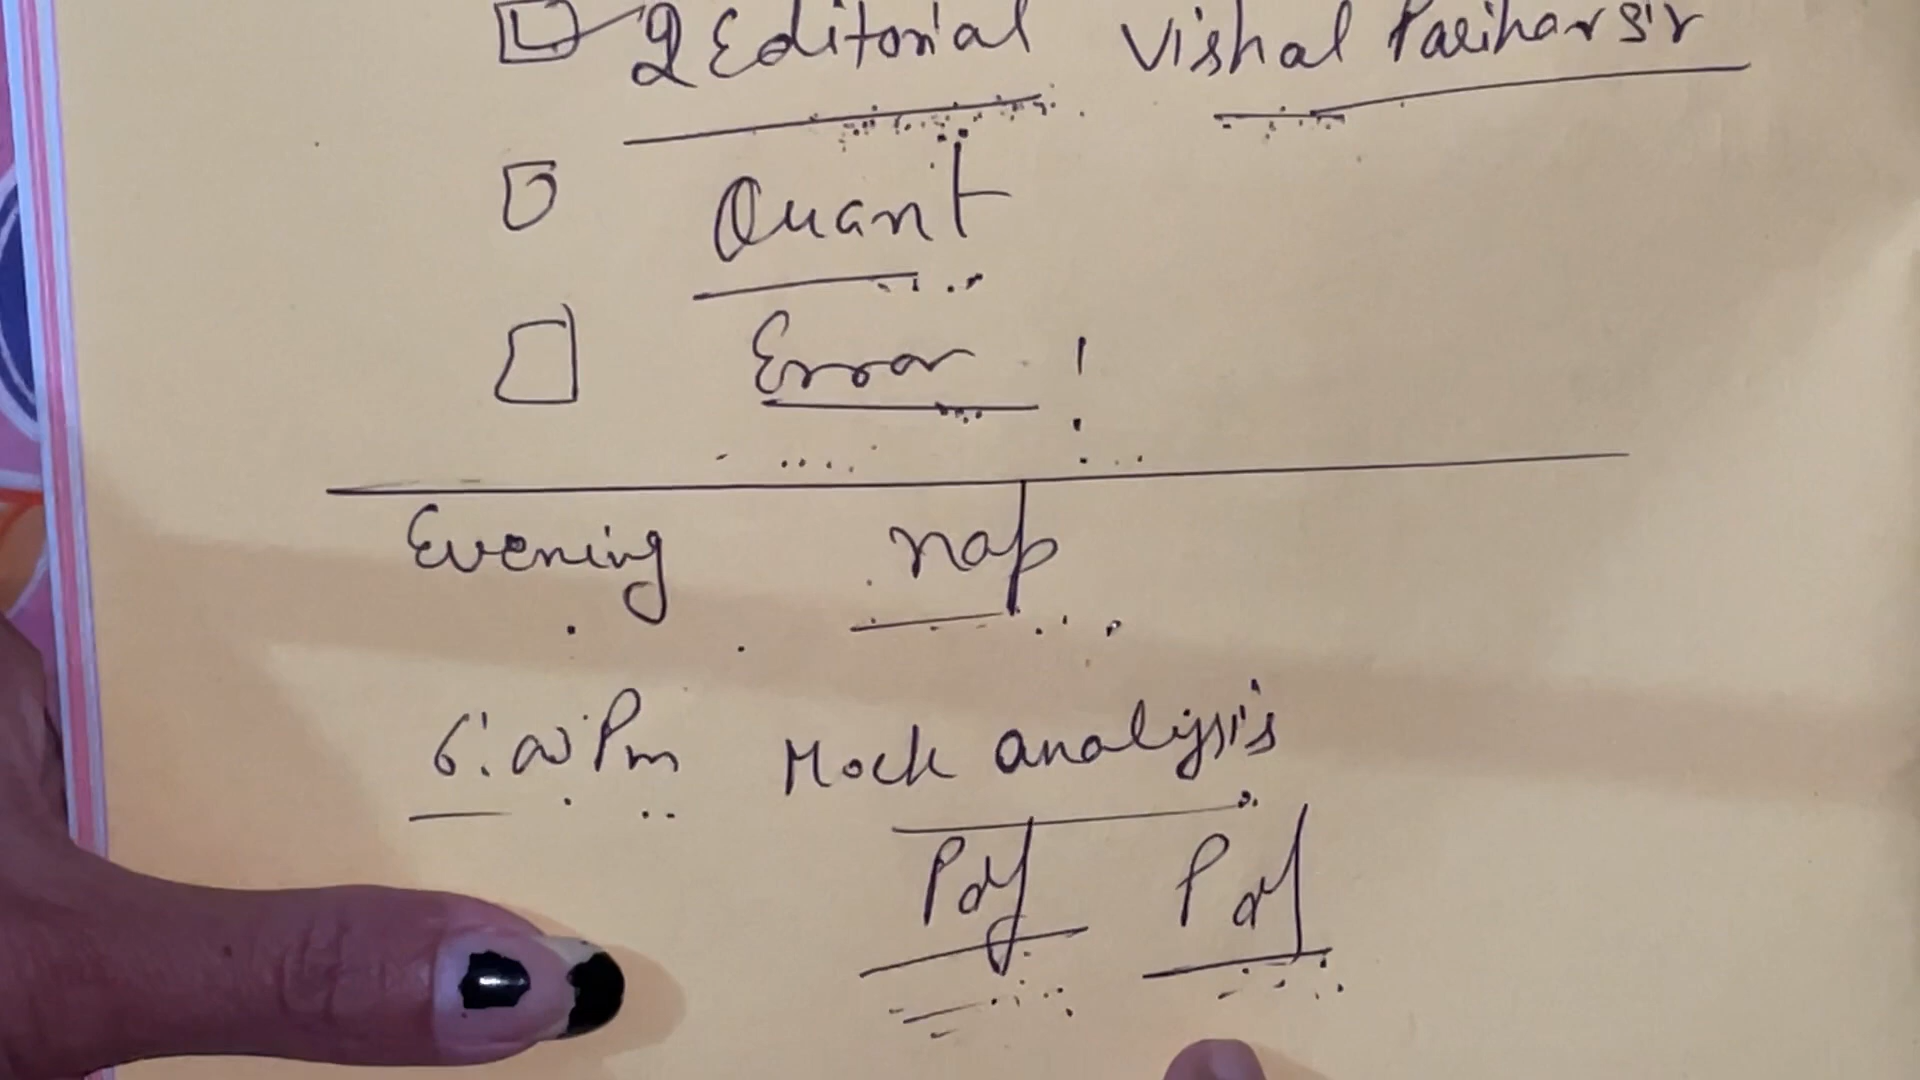 2 Editorial Vishal Parihar sir
Quant
Error !
Evening nap
6:00 Pm Mock analysis
Pdf Pdf